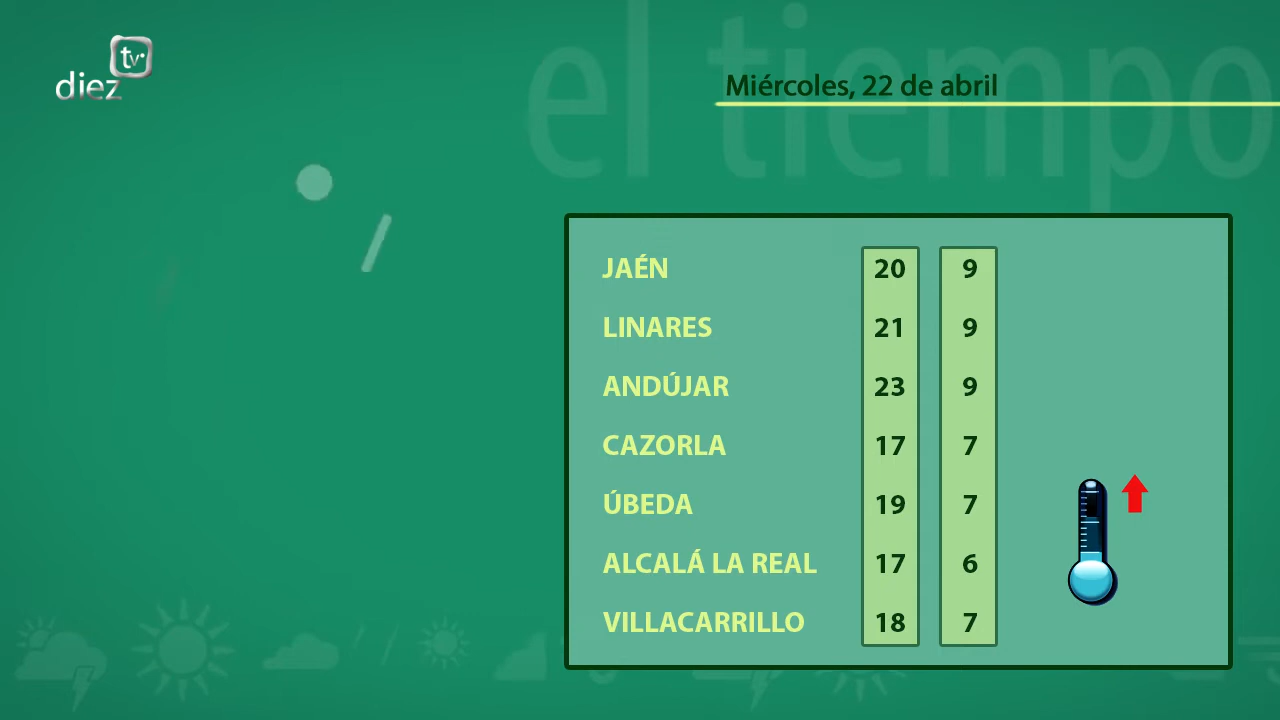 diez tv
el tiempo
Miércoles, 22 de abril
JAÉN 20 9
LINARES 21 9
ANDÚJAR 23 9
CAZORLA 17 7
ÚBEDA 19 7
ALCALÁ LA REAL 17 6
VILLACARRILLO 18 7